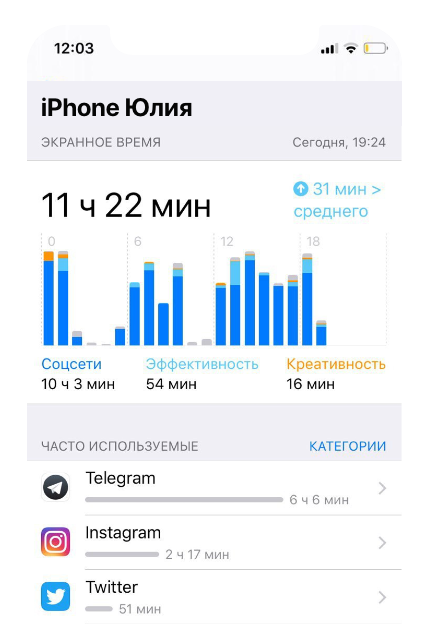 12:03
iPhone Юлия
ЭКРАННОЕ ВРЕМЯ Сегодня, 19:24
11 ч 22 мин
31 мин >
среднего
0 6 12 18
Соцсети Эффективность Креативность
10 ч 3 мин 54 мин 16 мин
ЧАСТО ИСПОЛЬЗУЕМЫЕ КАТЕГОРИИ
Telegram
6 ч 6 мин
Instagram
2 ч 17 мин
Twitter
51 мин